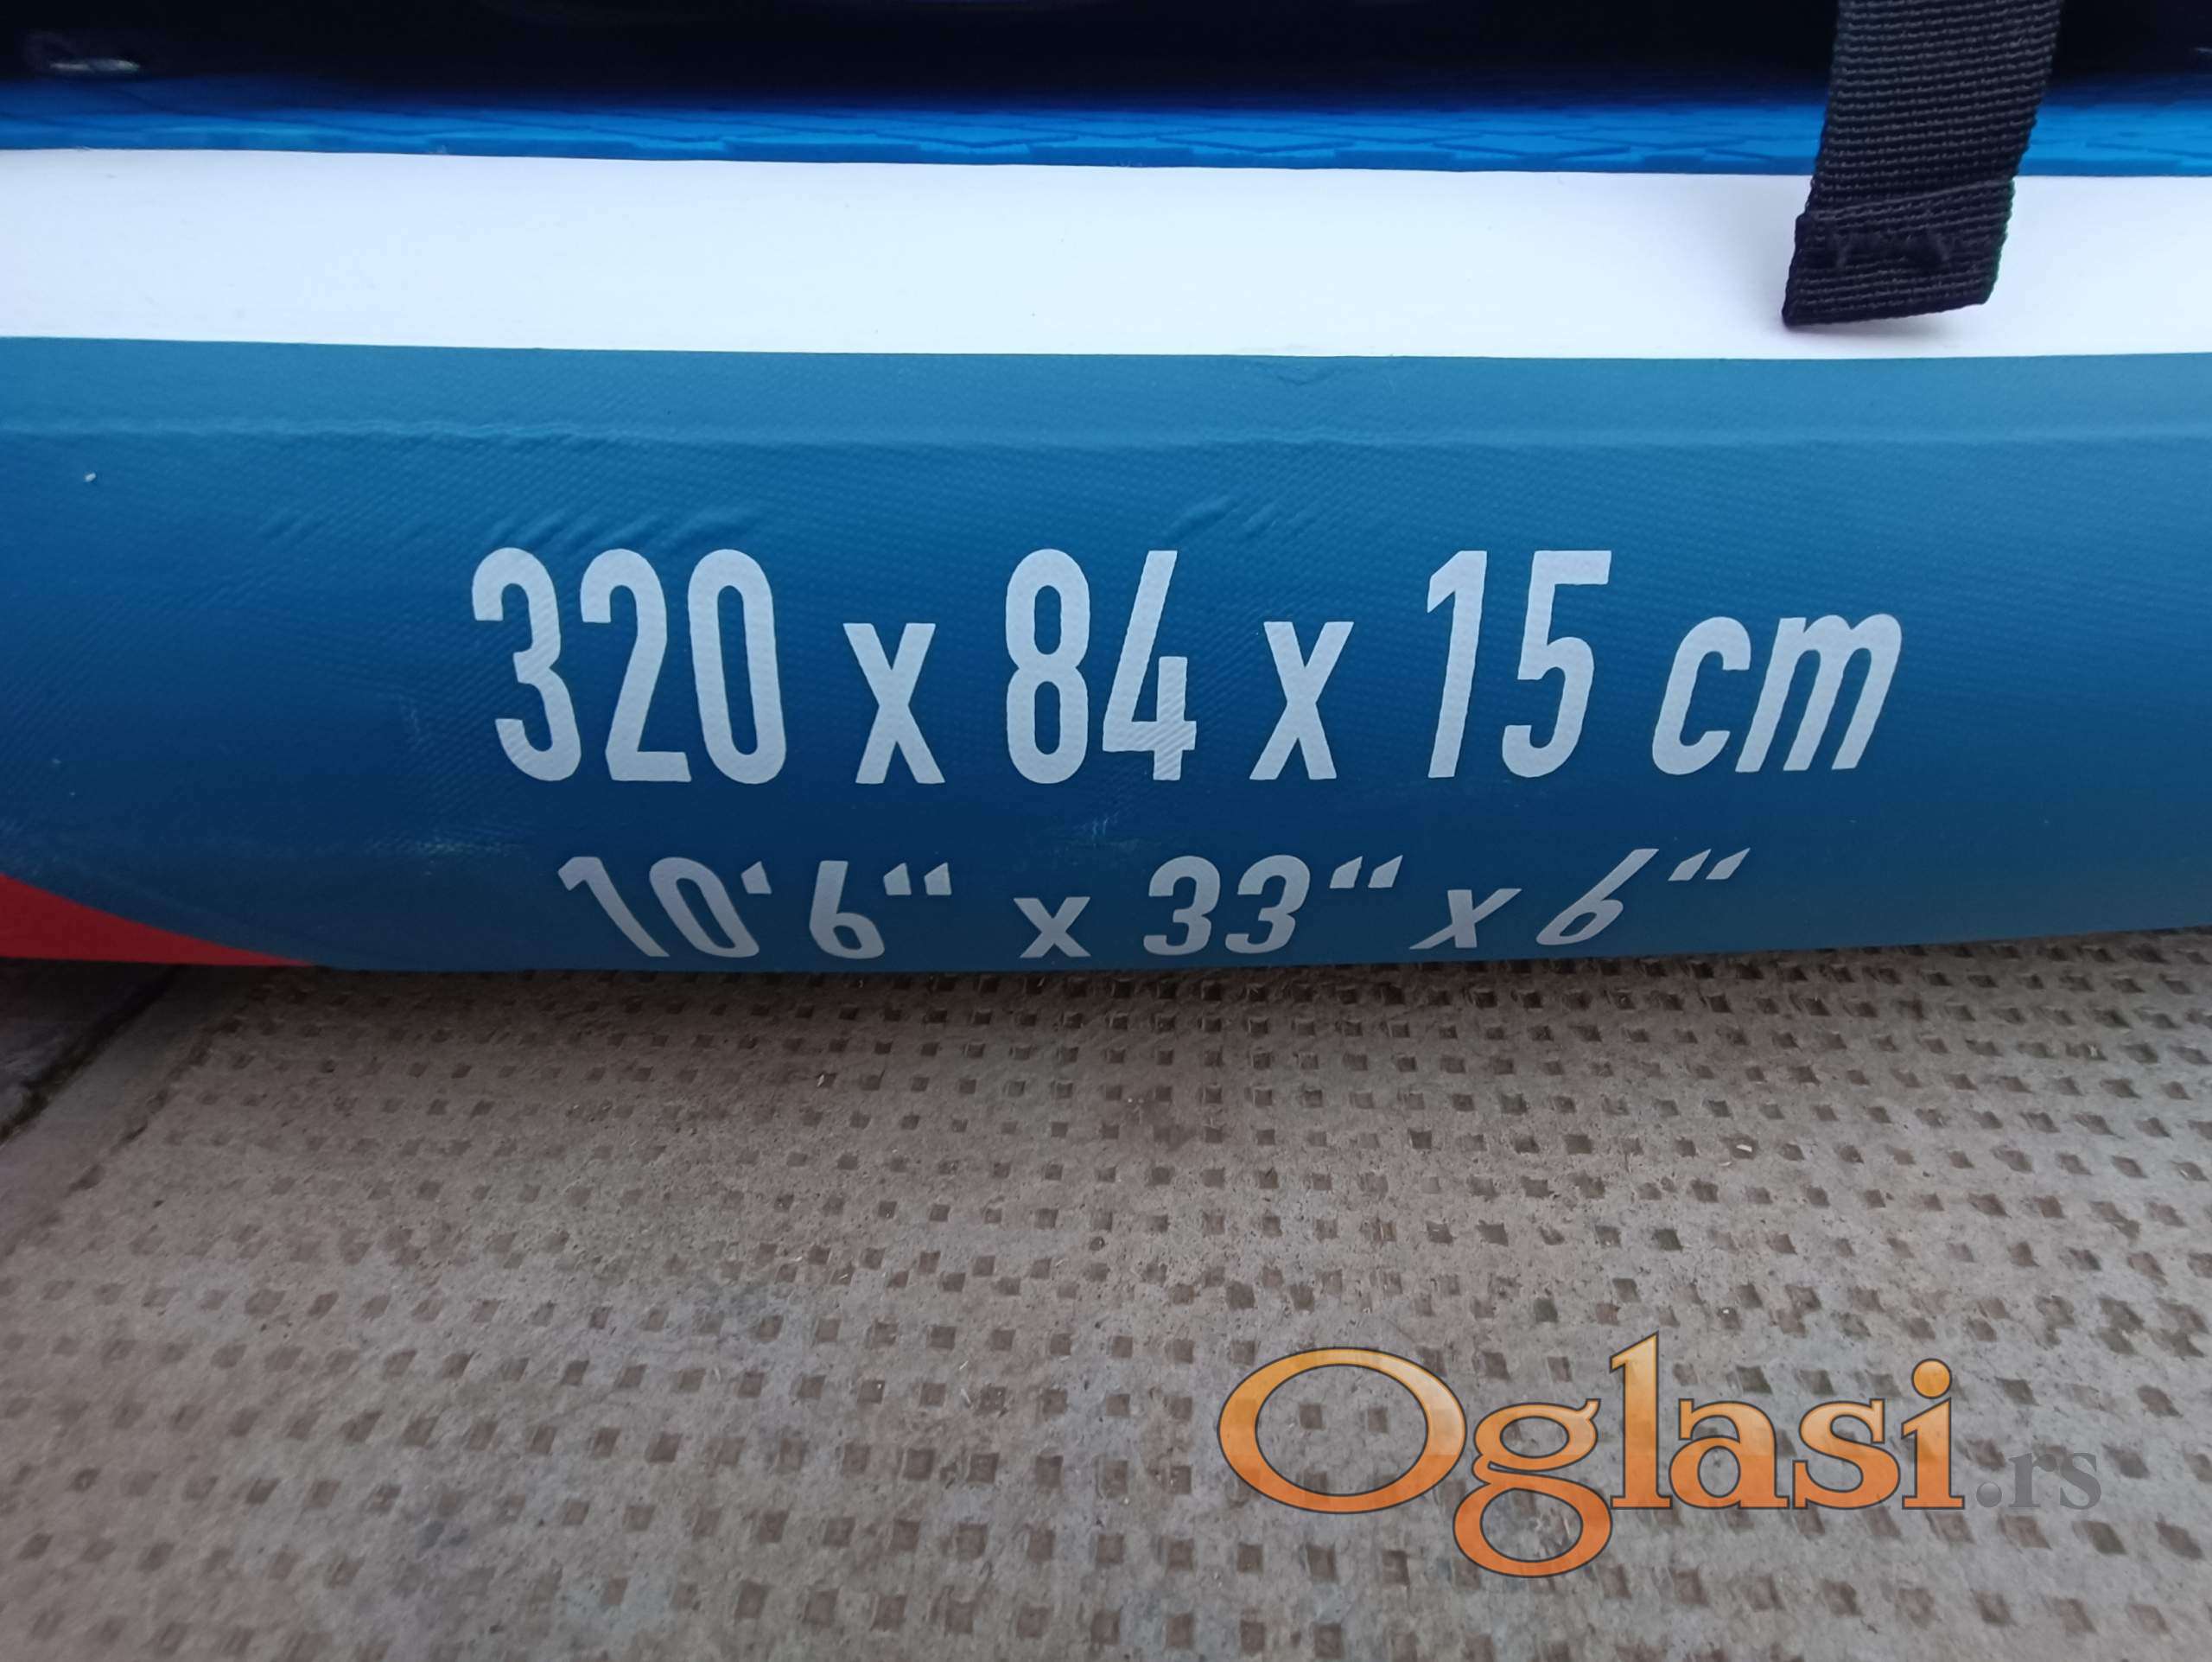 320 x 84 x 15 cm
10‘6“ x 33“ x 6“
Oglasi.rs